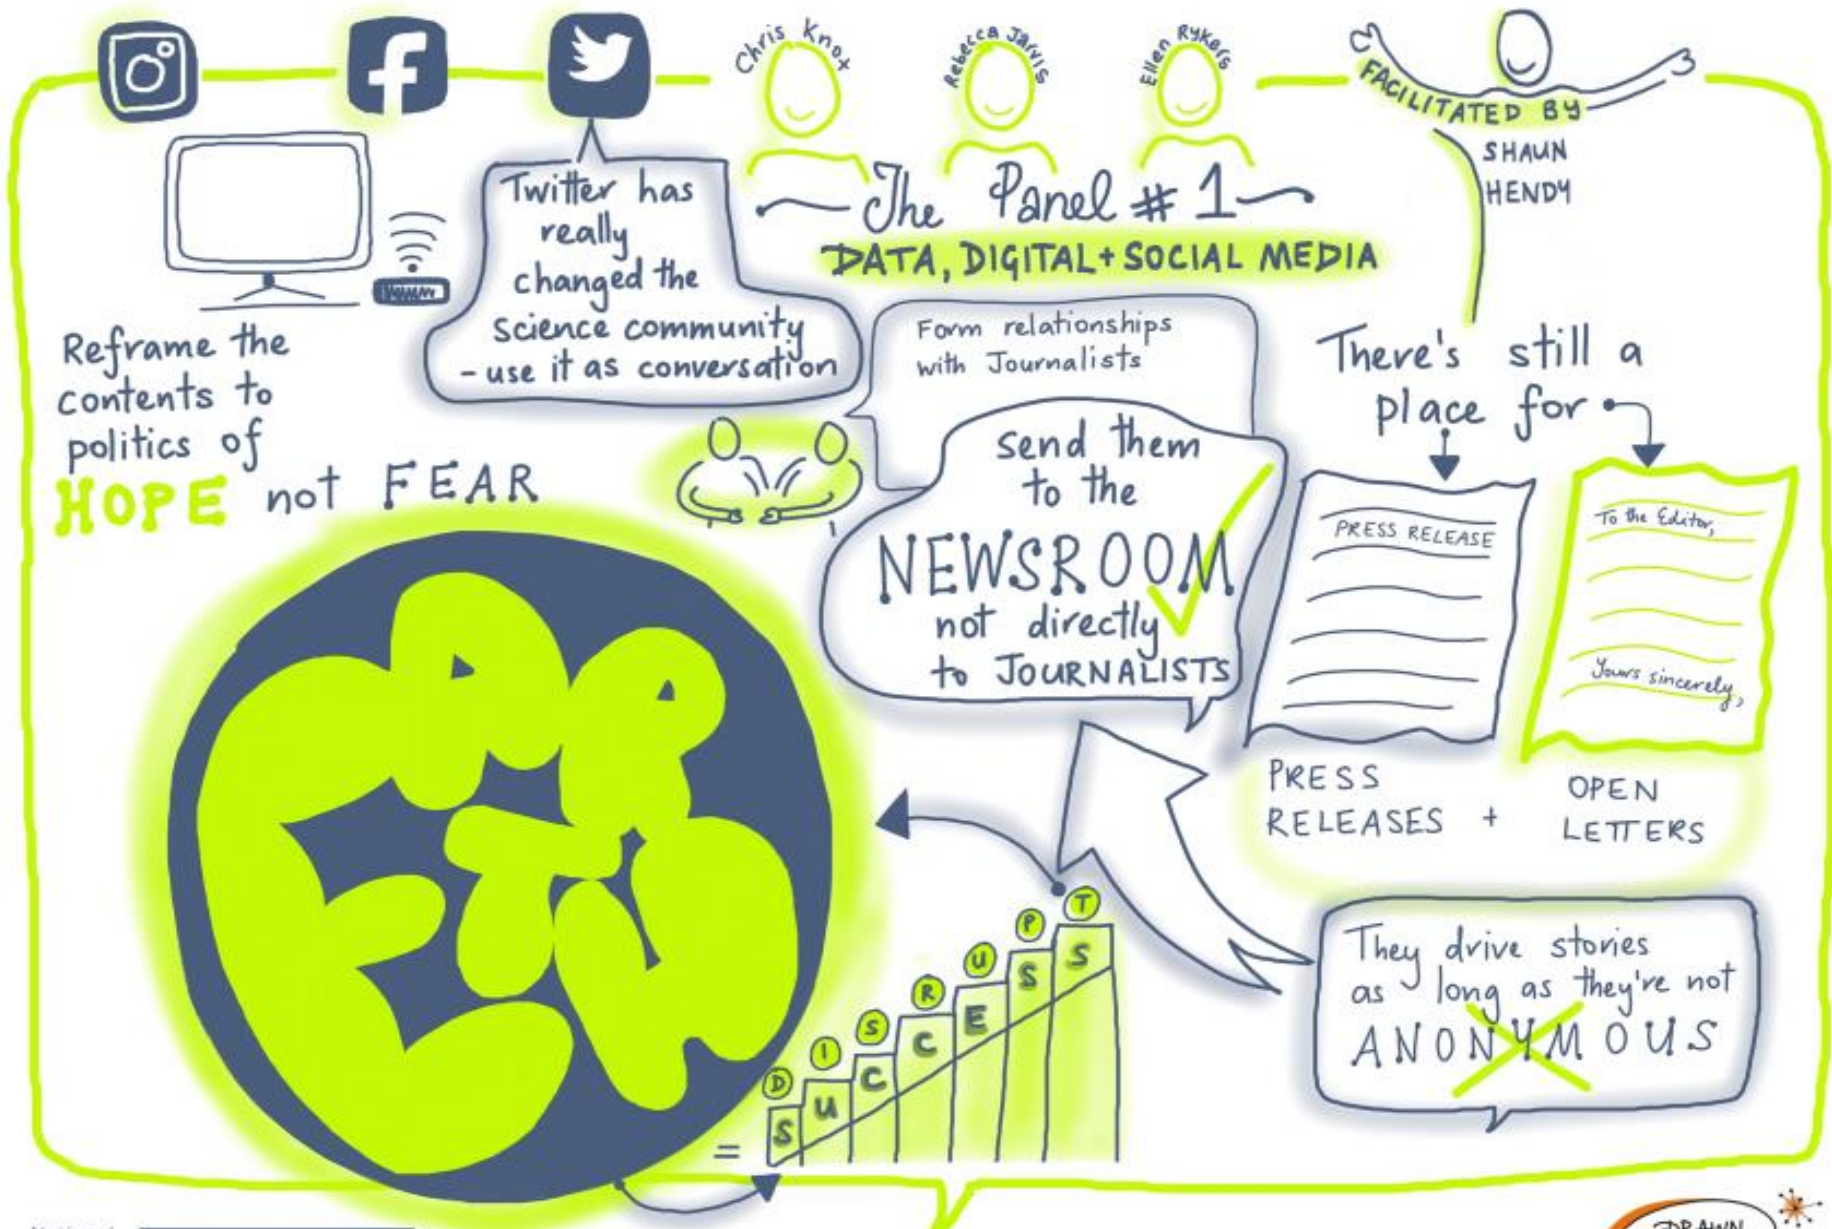 Chris Knox
Rebecca Jarvis
Ellen Rykers
FACILITATED BY
SHAUN
HENDY
The Panel # 1
DATA, DIGITAL + SOCIAL MEDIA
Twitter has
really
changed the
Science community
- use it as conversation
Reframe the
contents to
politics of
HOPE not FEAR
Form relationships
with Journalists
Send them
to the
NEWSROOM
not directly
to JOURNALISTS
There's still a
place for
PRESS RELEASE
To the Editor,
Yours sincerely,
PRESS
RELEASES +
OPEN
LETTERS
They drive stories
as long as they're not
ANONYMOUS
EARTH
DISRUPT
= SUCCESS
DRAWN